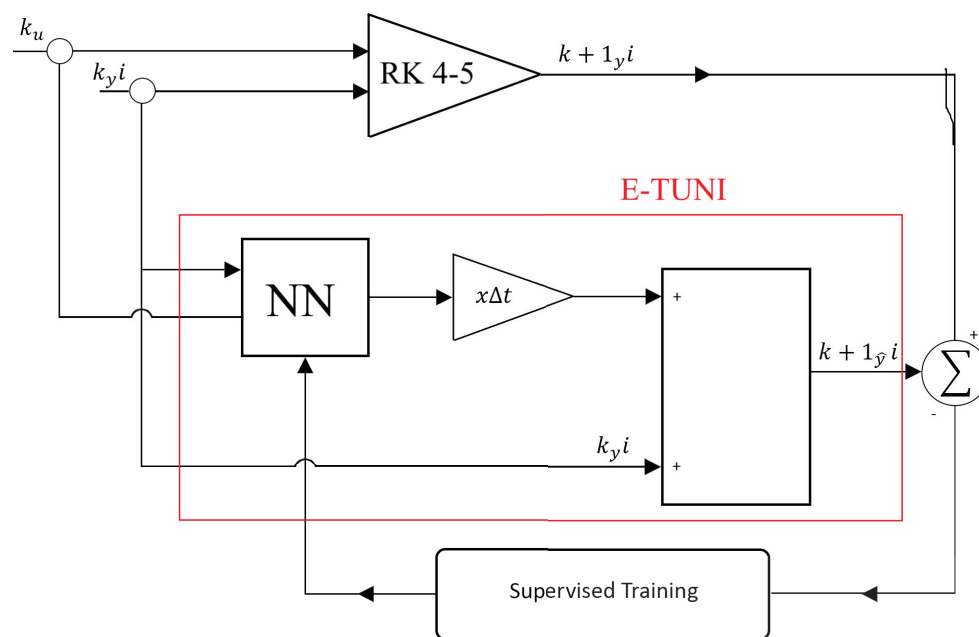 k_u
k_y i
RK 4-5
k + 1_y i
E-TUNI
NN
xΔt
+
k + 1_ŷ i
+
∑
-
k_y i
+
Supervised Training